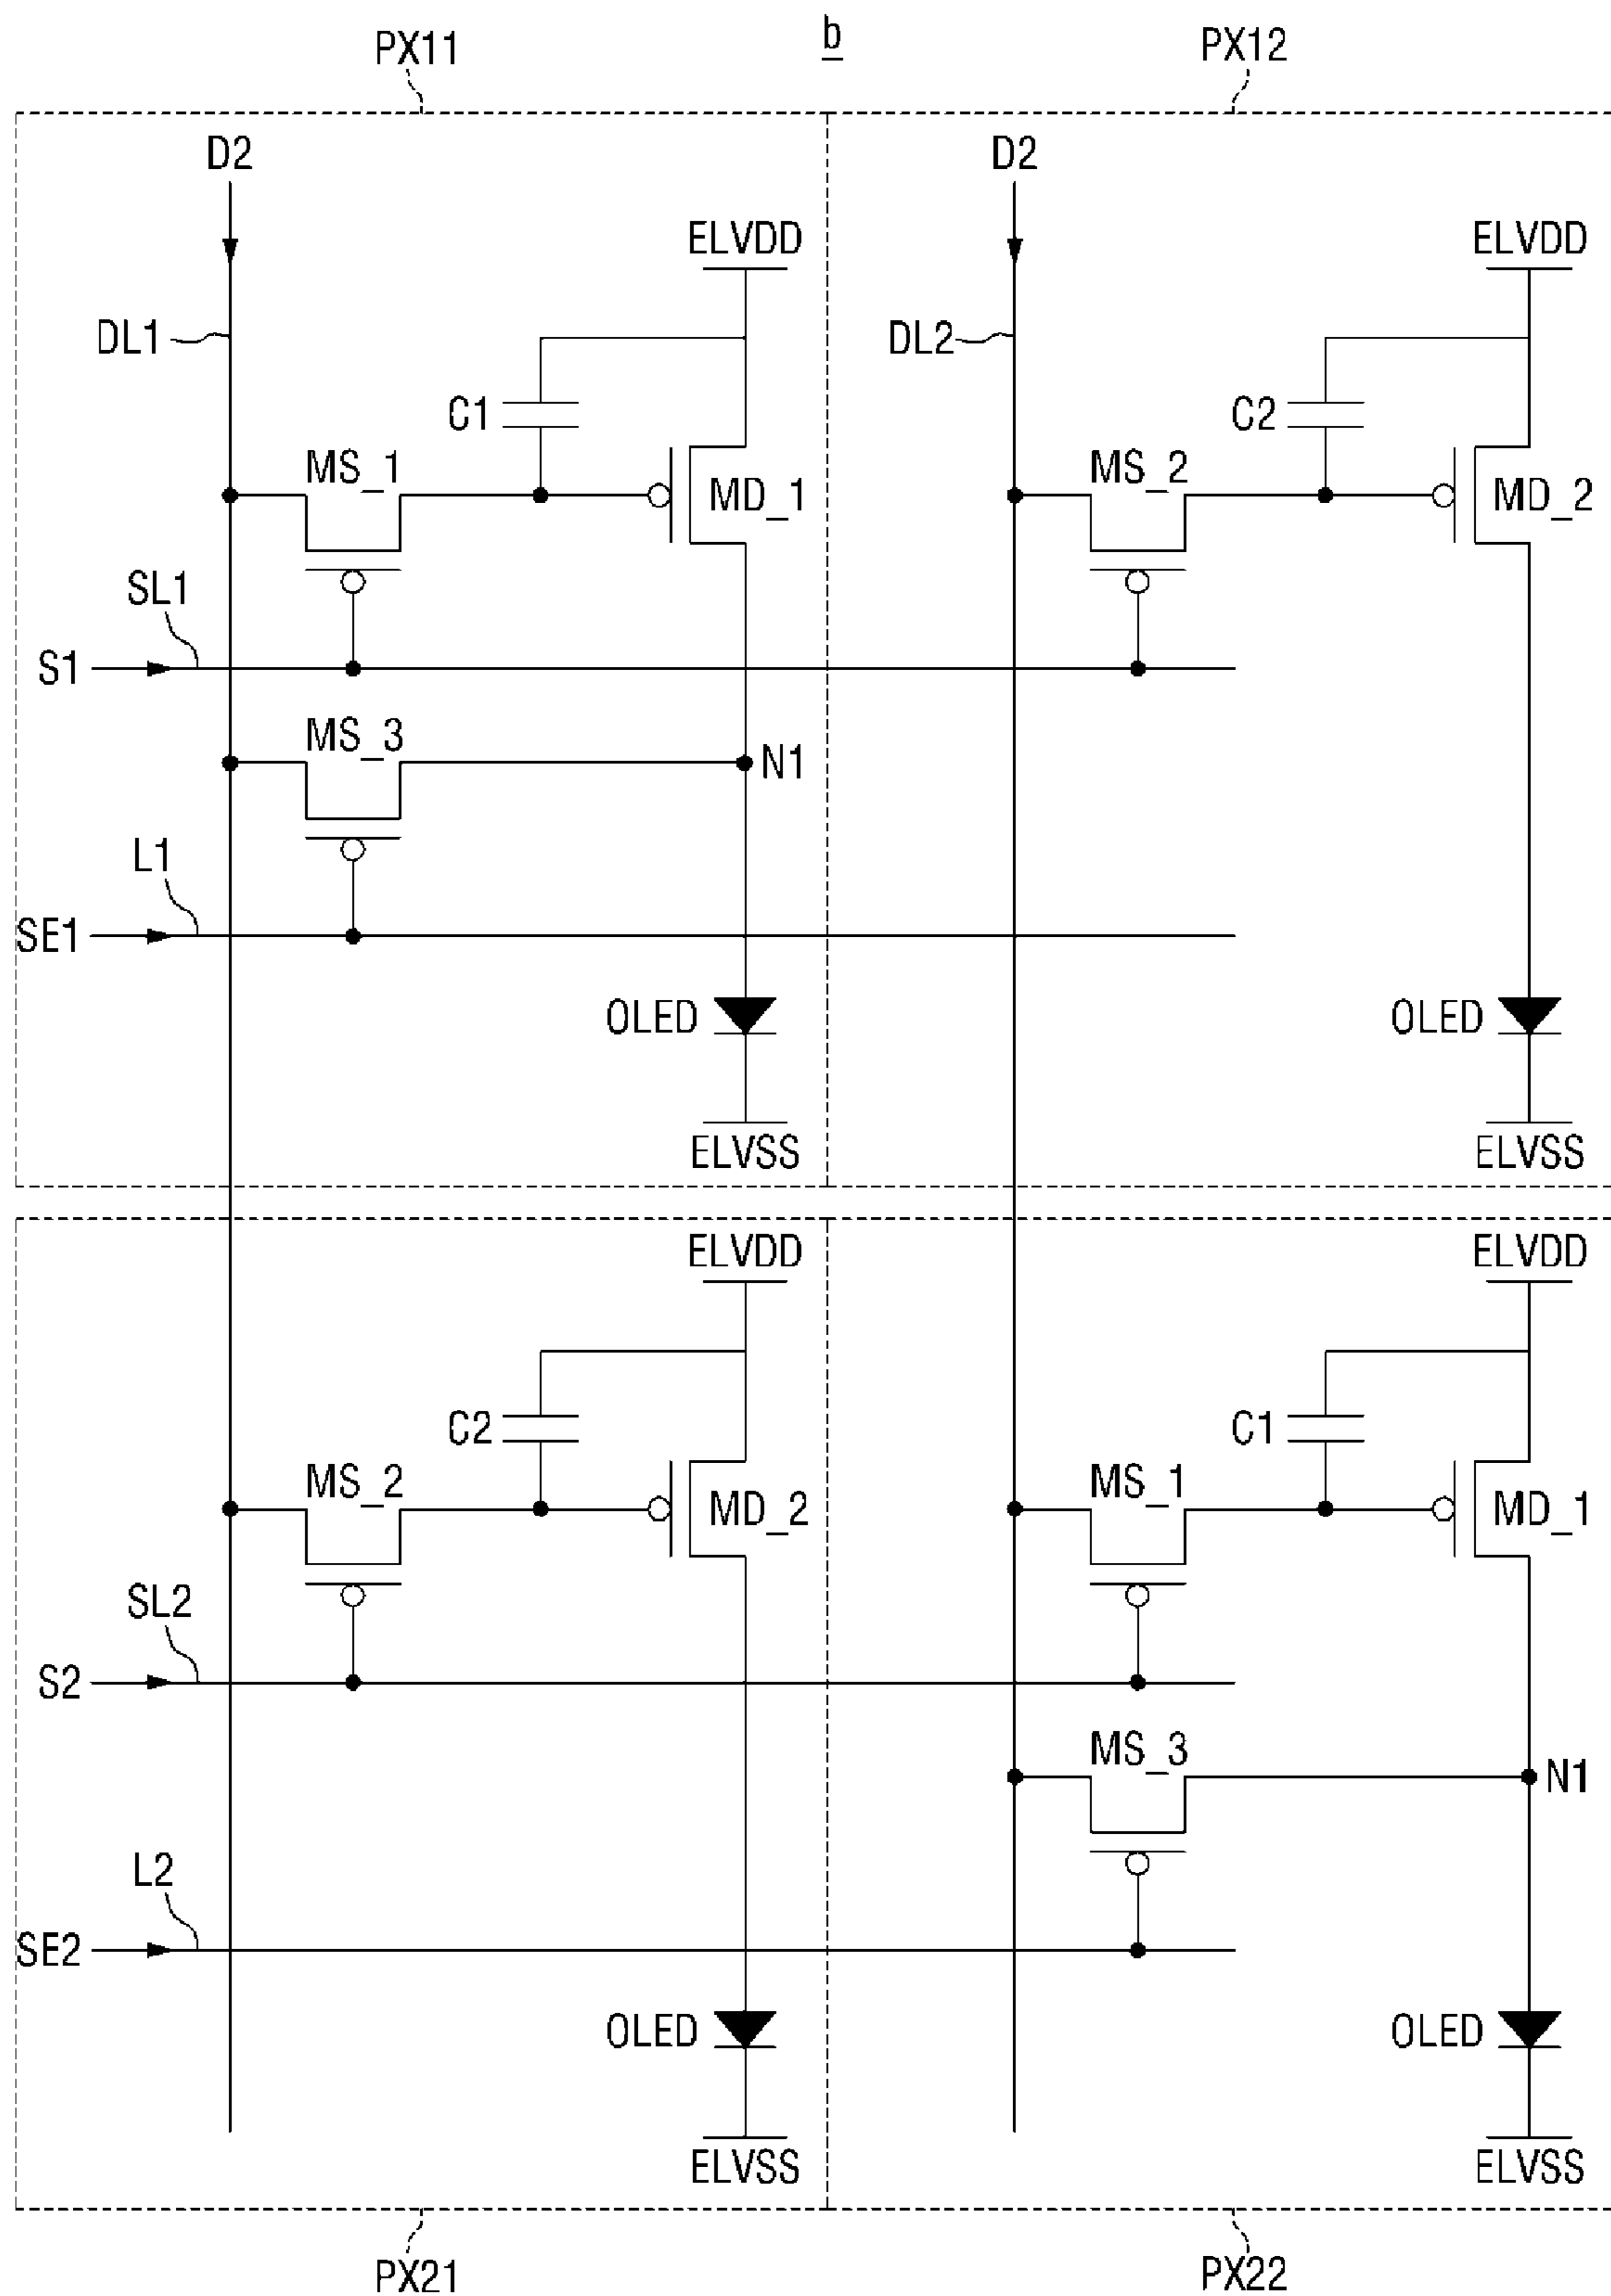 PX11
b
PX12
D2
D2
ELVDD
ELVDD
DL1
DL2
C1
C2
MS_1
MD_1
MS_2
MD_2
SL1
S1
MS_3
N1
L1
SE1
OLED
OLED
ELVSS
ELVSS
ELVDD
ELVDD
C2
C1
MS_2
MD_2
MS_1
MD_1
SL2
S2
MS_3
N1
L2
SE2
OLED
OLED
ELVSS
ELVSS
PX21
PX22